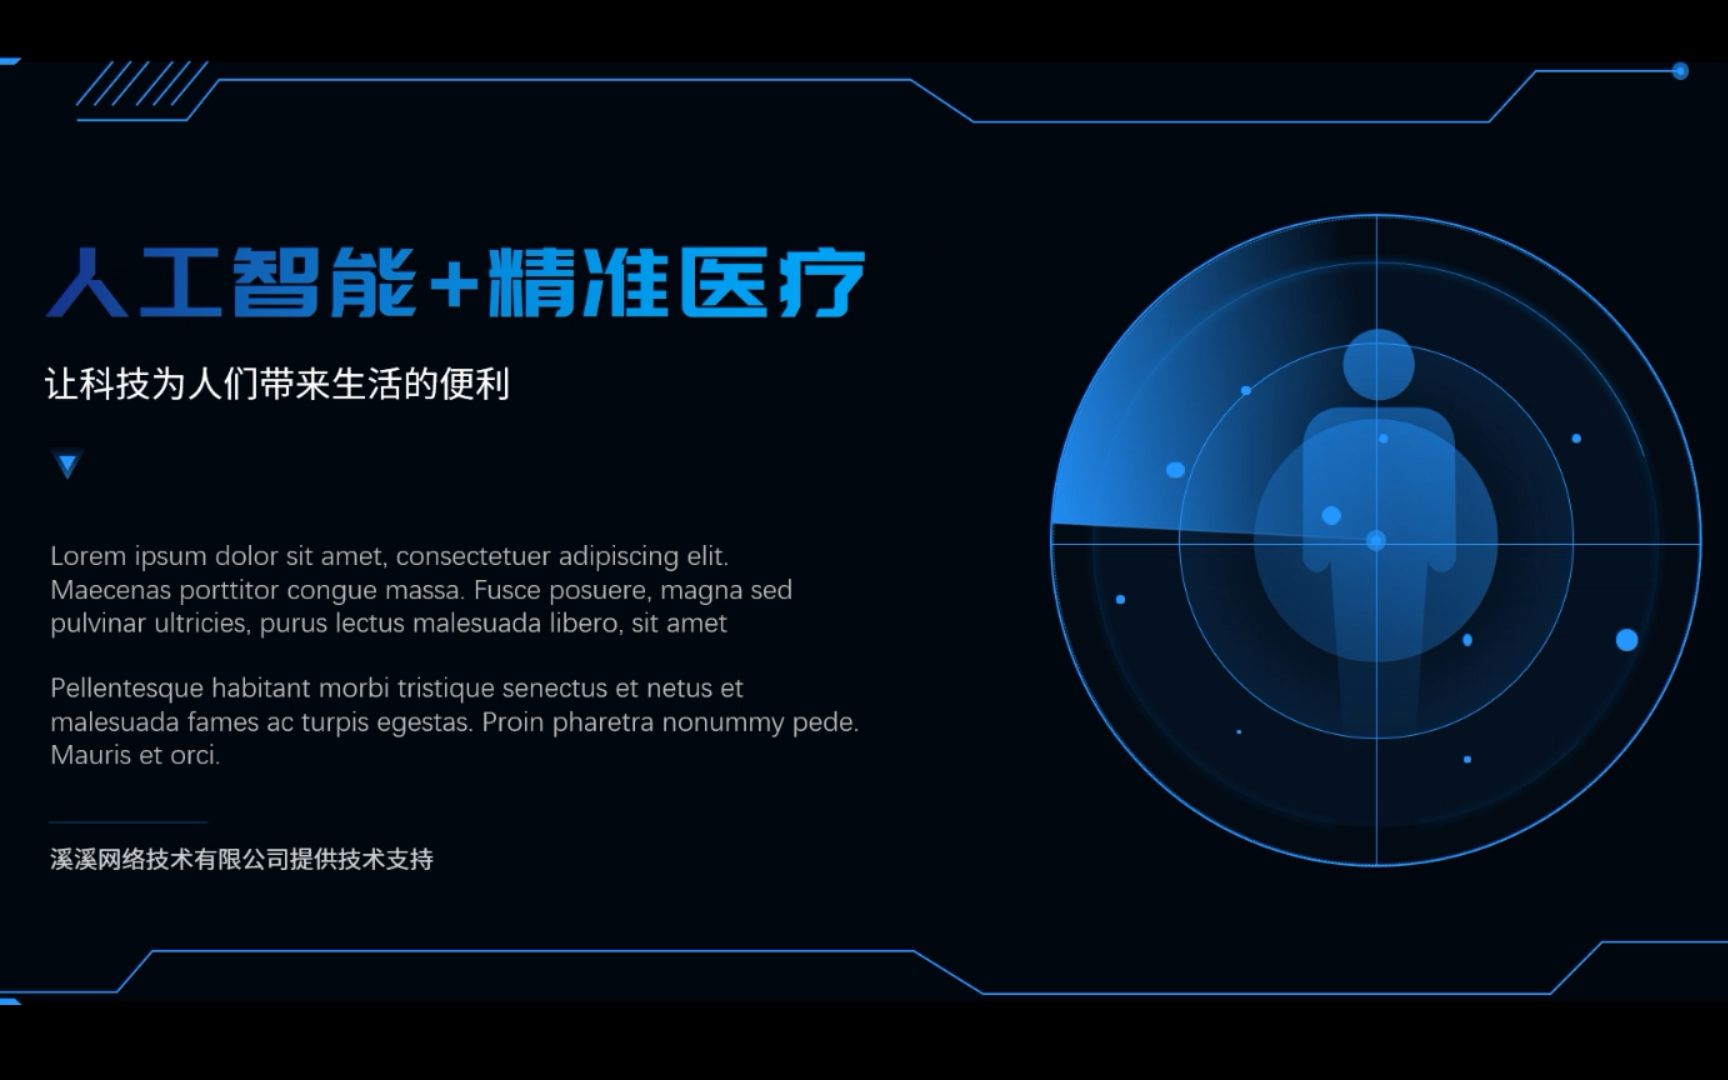 人工智能+精准医疗
让科技为人们带来生活的便利
Lorem ipsum dolor sit amet, consectetuer adipiscing elit.
Maecenas porttitor congue massa. Fusce posuere, magna sed
pulvinar ultricies, purus lectus malesuada libero, sit amet
Pellentesque habitant morbi tristique senectus et netus et
malesuada fames ac turpis egestas. Proin pharetra nonummy pede.
Mauris et orci.
溪溪网络技术有限公司提供技术支持